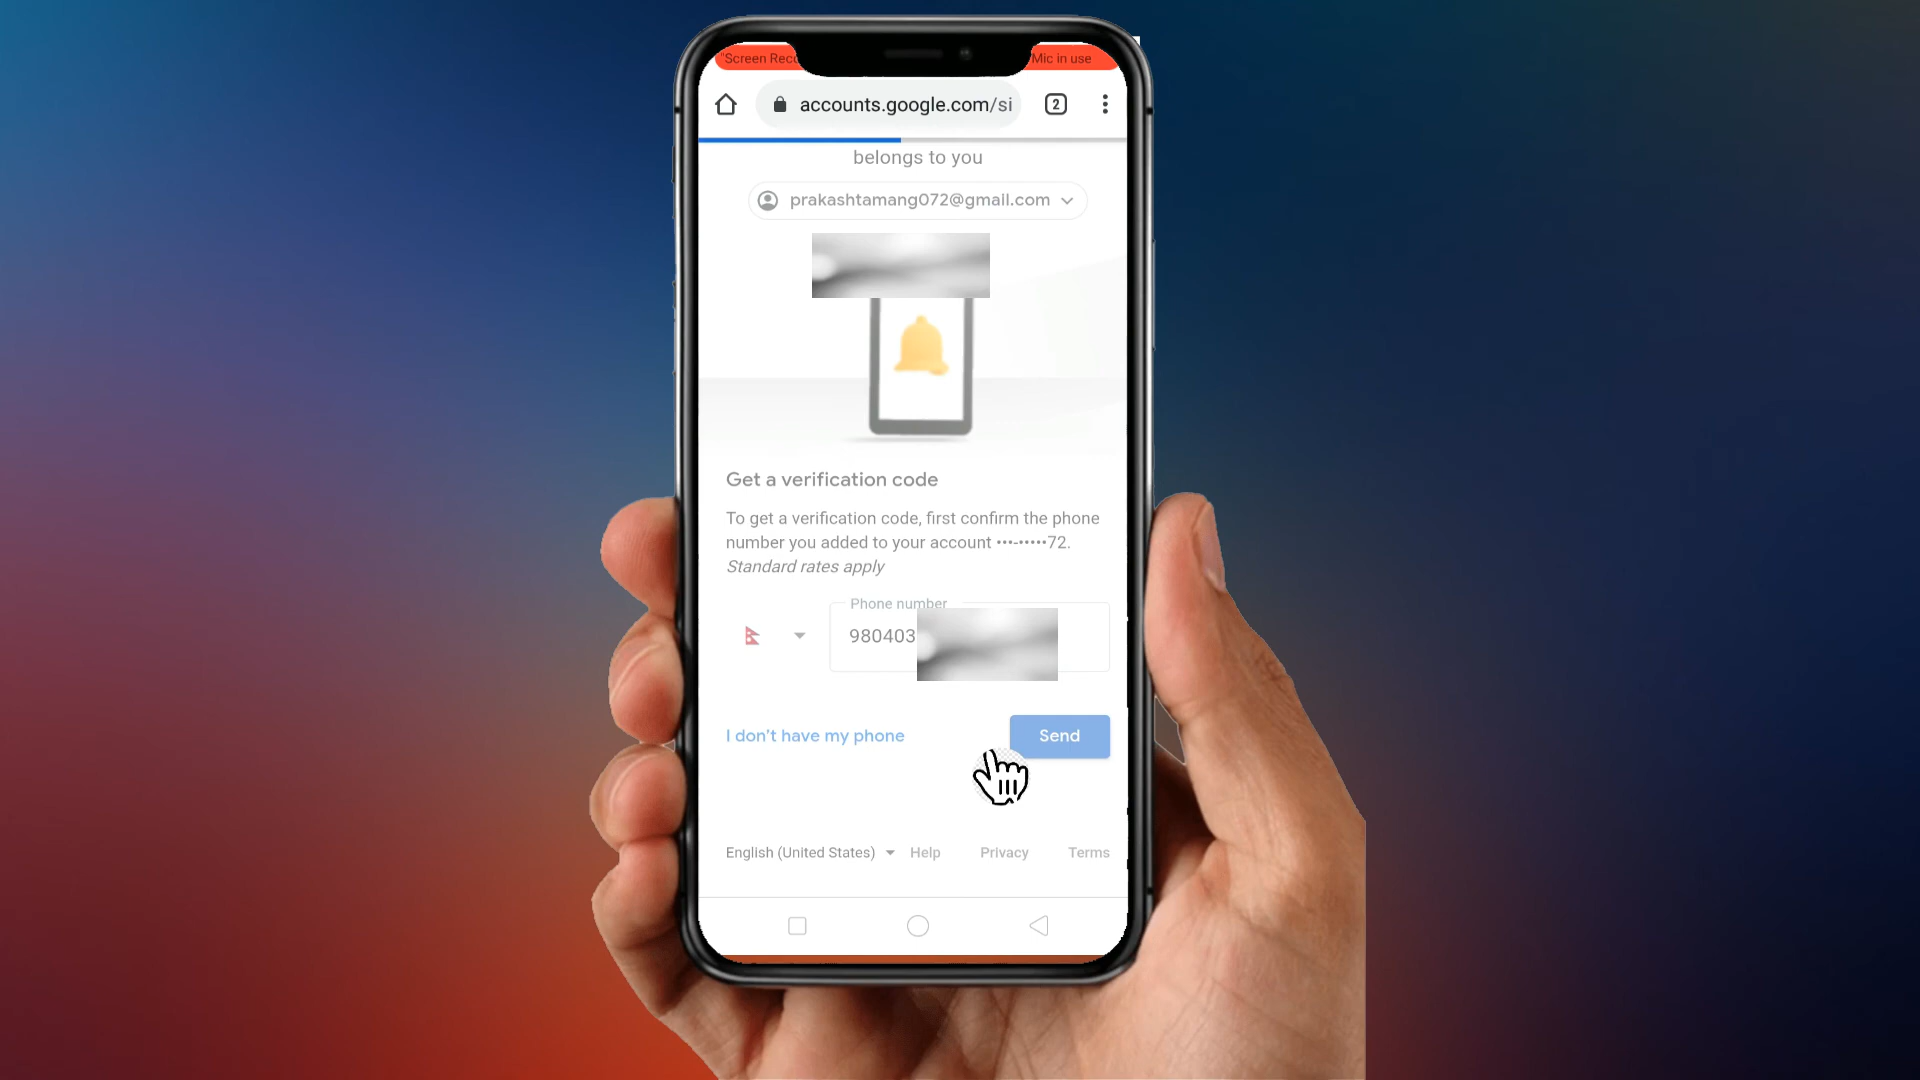 "Screen Reco
Mic in use
accounts.google.com/si
2
belongs to you
prakashtamang072@gmail.com
Get a verification code
To get a verification code, first confirm the phone
number you added to your account •••-•••••72.
Standard rates apply
Phone number
980403
I don't have my phone
Send
English (United States)
Help
Privacy
Terms